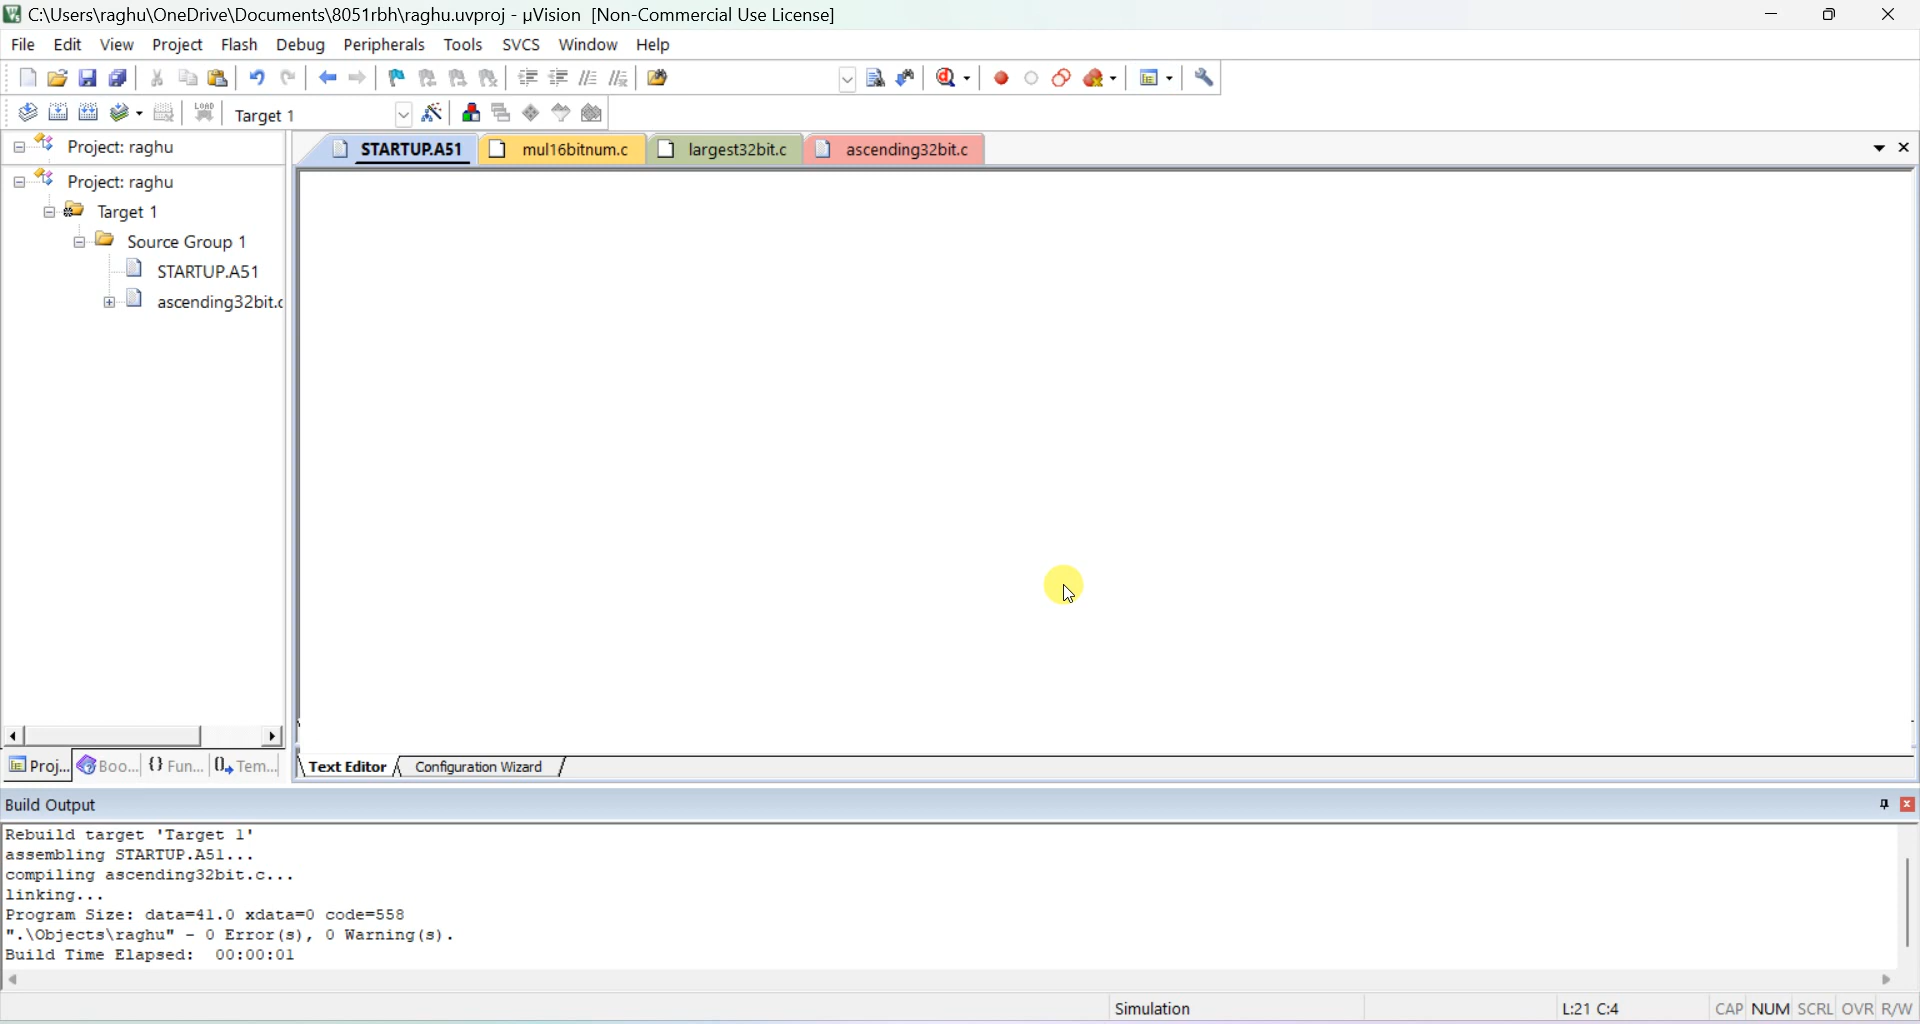 C:\Users\raghu\OneDrive\Documents\8051rbh\raghu.uvproj - µVision [Non-Commercial Use License]
File Edit View Project Flash Debug Peripherals Tools SVCS Window Help
LOAD Target 1
Project: raghu
STARTUP.A51 mul16bitnum.c largest32bit.c ascending32bit.c
Project: raghu
Target 1
Source Group 1
STARTUP.A51
ascending32bit.c
Proj... Boo... {} Fun... 0→ Tem...
Text Editor Configuration Wizard
Build Output
Rebuild target 'Target 1'
assembling STARTUP.A51...
compiling ascending32bit.c...
linking...
Program Size: data=41.0 xdata=0 code=558
".\Objects\raghu" - 0 Error(s), 0 Warning(s).
Build Time Elapsed:  00:00:01
Simulation L:21 C:4 CAP NUM SCRL OVR R/W